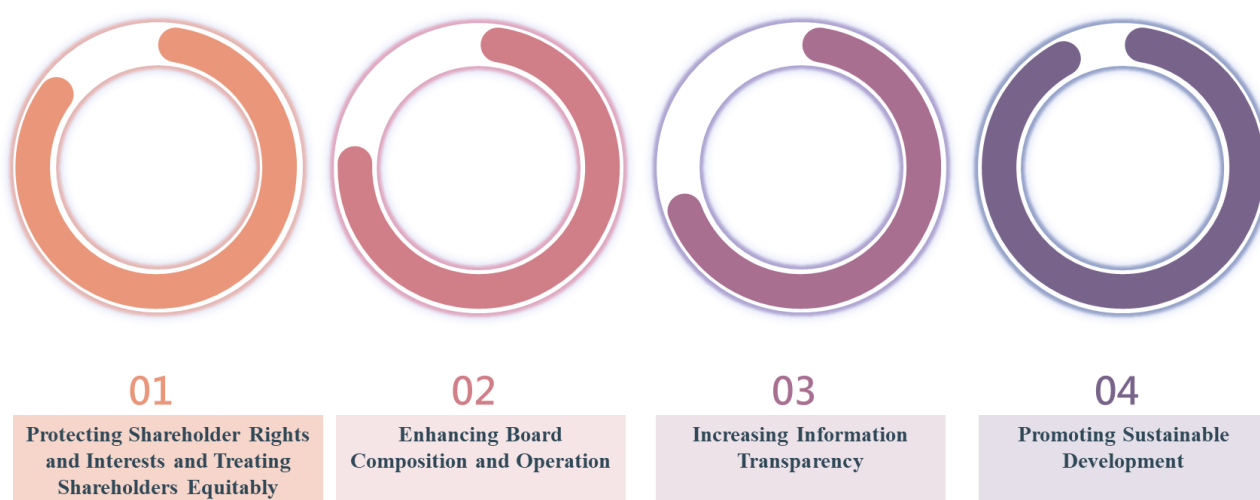 01
Protecting Shareholder Rights
and Interests and Treating
Shareholders Equitably
02
Enhancing Board
Composition and Operation
03
Increasing Information
Transparency
04
Promoting Sustainable
Development